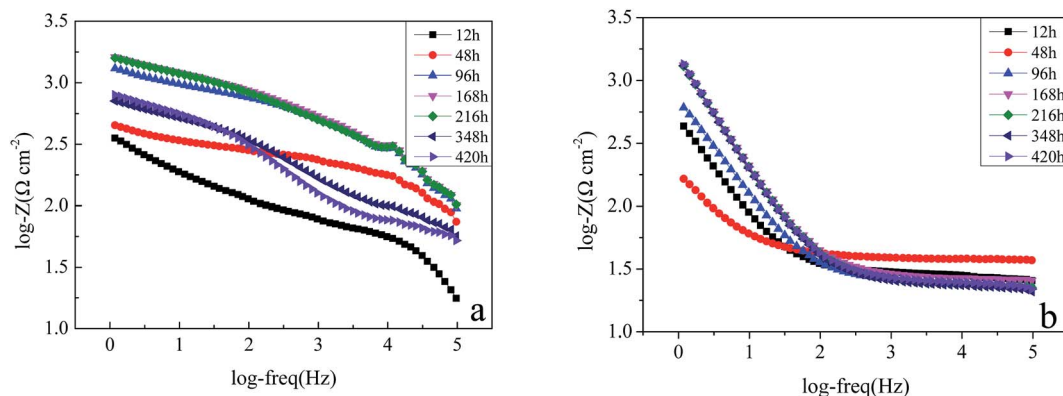 3.5
3.0
2.5
2.0
1.5
1.0
log-Z(Ω cm⁻²)
0 1 2 3 4 5
log-freq(Hz)
12h
48h
96h
168h
216h
348h
420h
a
3.5
3.0
2.5
2.0
1.5
1.0
log-Z(Ω cm⁻²)
0 1 2 3 4 5
log-freq(Hz)
12h
48h
96h
168h
216h
348h
420h
b